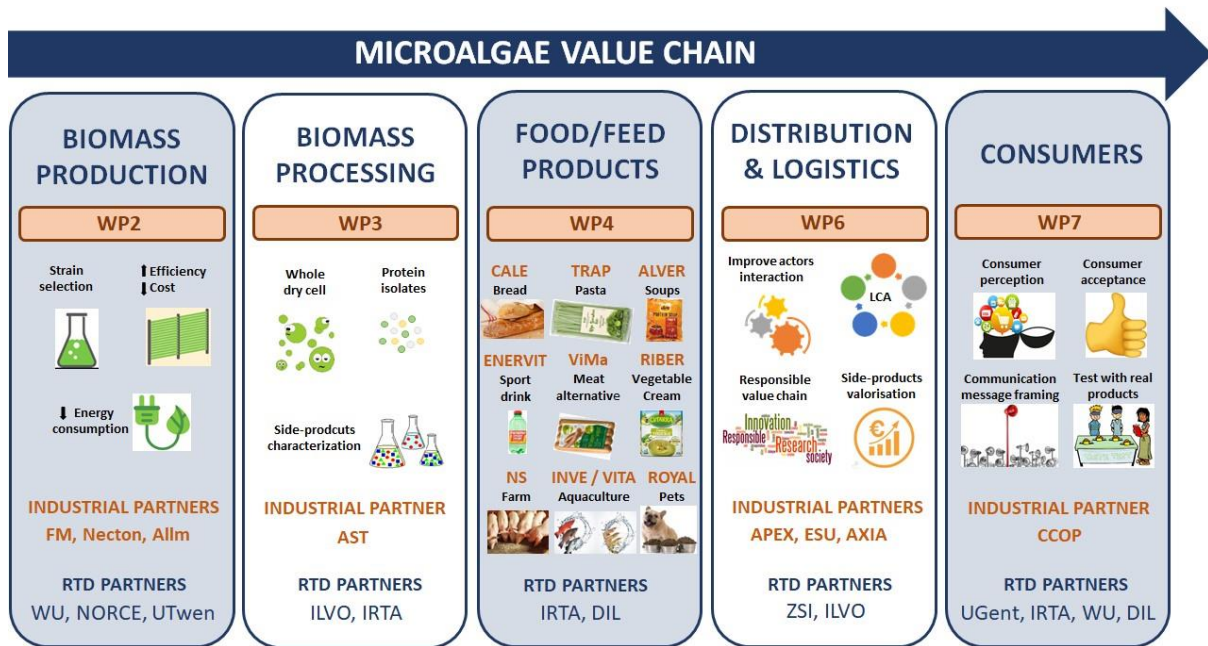 MICROALGAE VALUE CHAIN
BIOMASS
PRODUCTION
WP2
Strain
selection
⬆ Efficiency
⬇ Cost
⬇ Energy
consumption
INDUSTRIAL PARTNERS
FM, Necton, Allm
RTD PARTNERS
WU, NORCE, UTwen
BIOMASS
PROCESSING
WP3
Whole
dry cell
Protein
isolates
Side-prodcuts
characterization
INDUSTRIAL PARTNER
AST
RTD PARTNERS
ILVO, IRTA
FOOD/FEED
PRODUCTS
WP4
CALE
Bread
TRAP
Pasta
ALVER
Soups
ENERVIT
Sport
drink
ViMa
Meat
alternative
RIBER
Vegetable
Cream
NS
Farm
INVE / VITA
Aquaculture
ROYAL
Pets
RTD PARTNERS
IRTA, DIL
DISTRIBUTION
& LOGISTICS
WP6
Improve actors
interaction
LCA
Responsible
value chain
Innovation
Responsible
Research
society
Side-products
valorisation
€
INDUSTRIAL PARTNERS
APEX, ESU, AXIA
RTD PARTNERS
ZSI, ILVO
CONSUMERS
WP7
Consumer
perception
Consumer
acceptance
Communication
message framing
Test with real
products
INDUSTRIAL PARTNER
CCOP
RTD PARTNERS
UGent, IRTA, WU, DIL